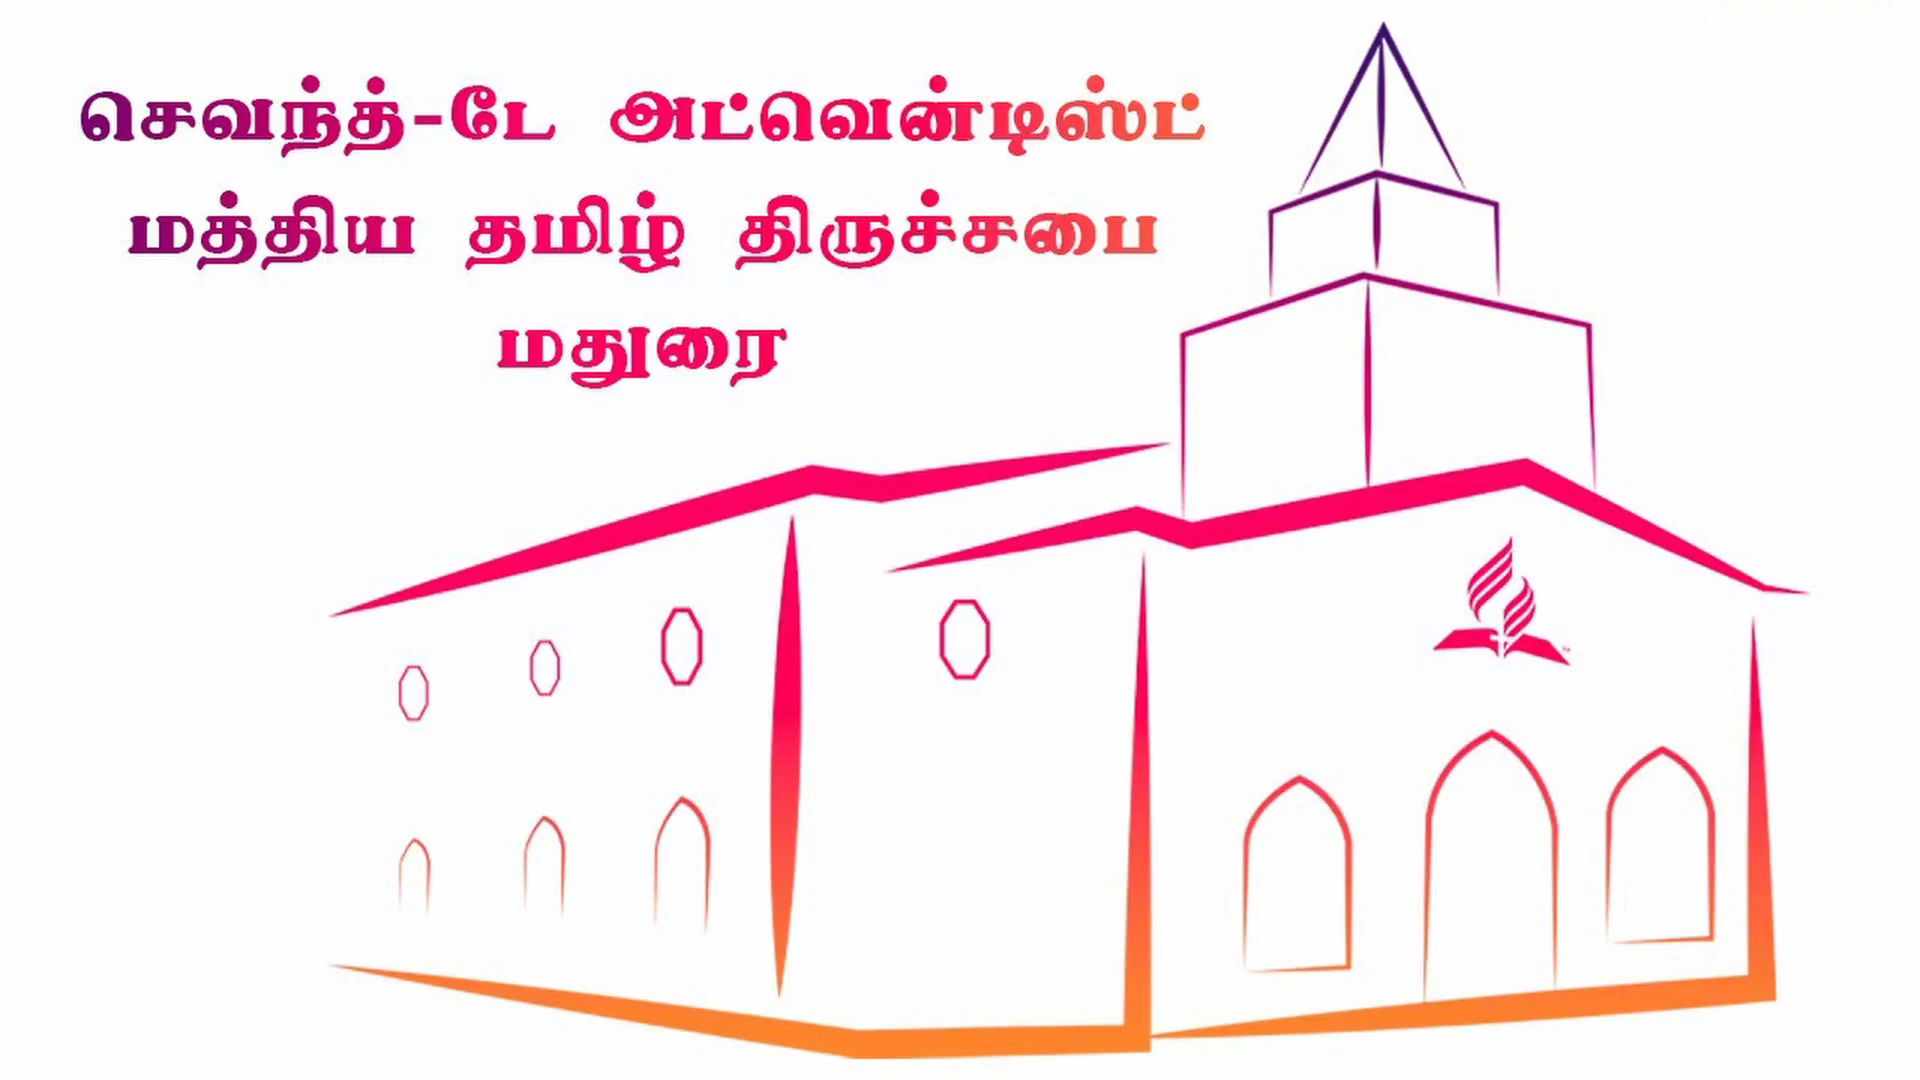 செவந்த்-டே அட்வென்டிஸ்ட்
மத்திய தமிழ் திருச்சபை
மதுரை